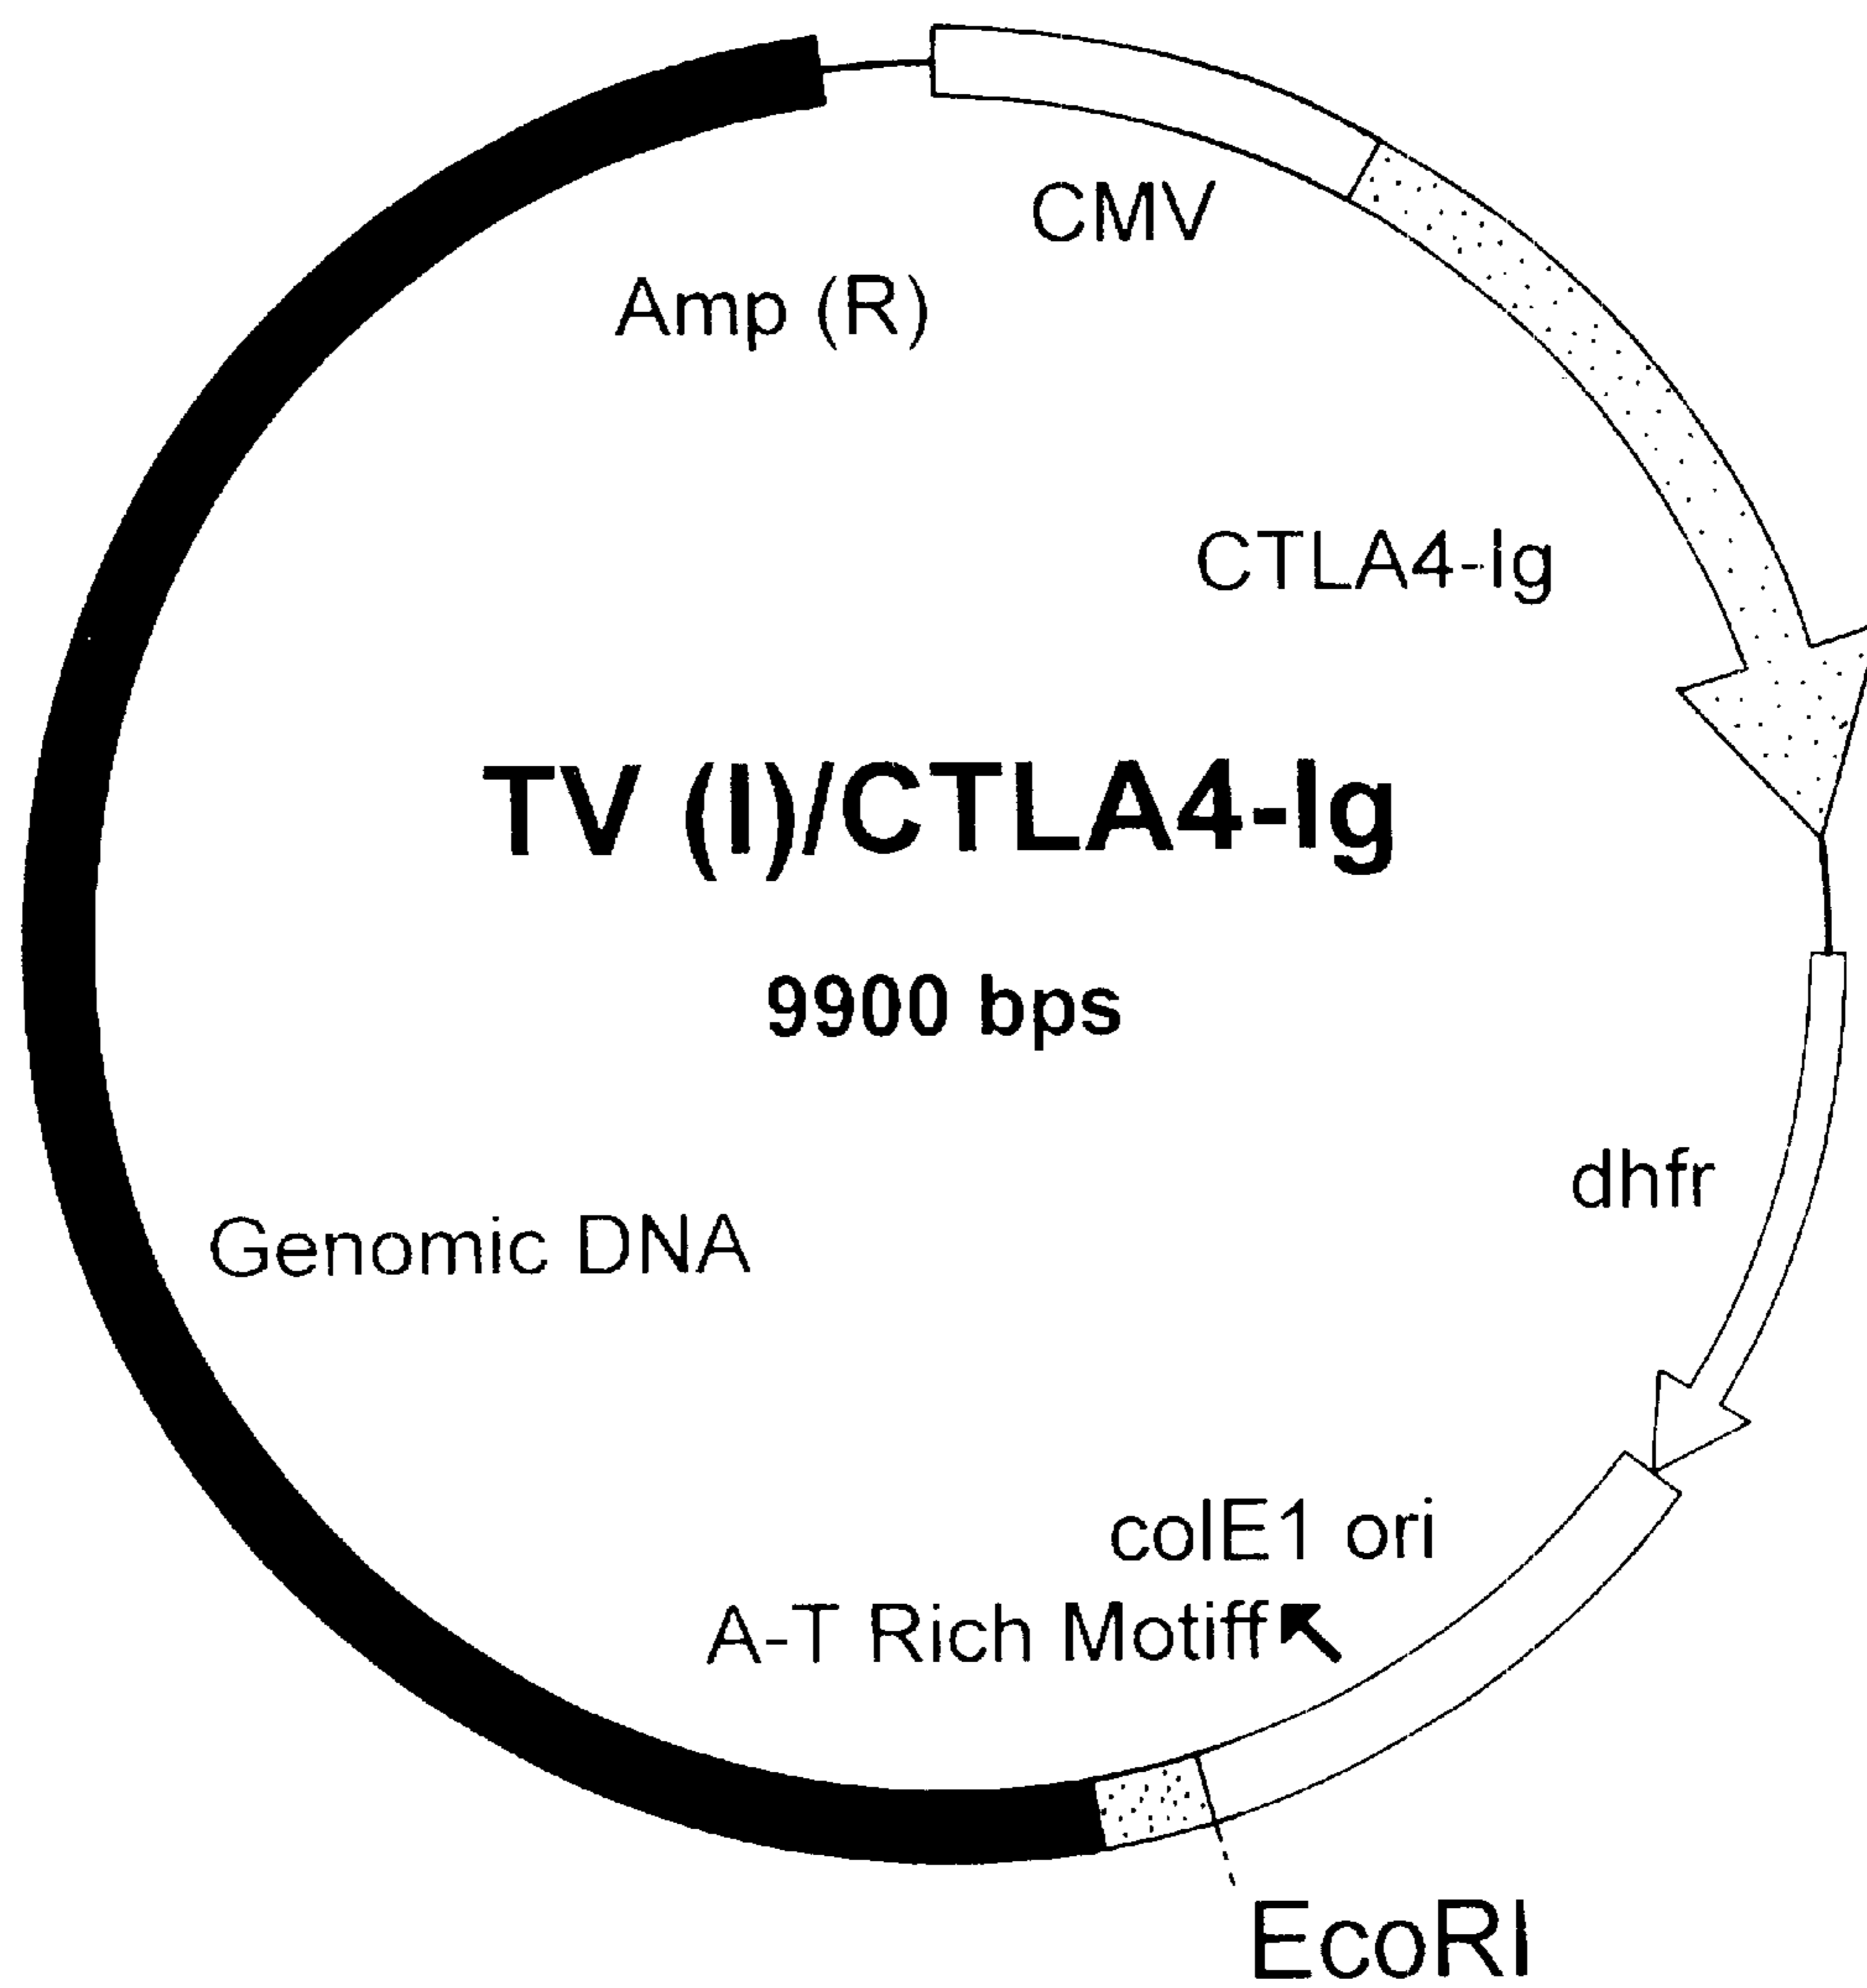 CMV
Amp (R)
CTLA4-Ig
TV (I)/CTLA4-Ig
9900 bps
dhfr
Genomic DNA
colE1 ori
A-T Rich Motiff
EcoRI